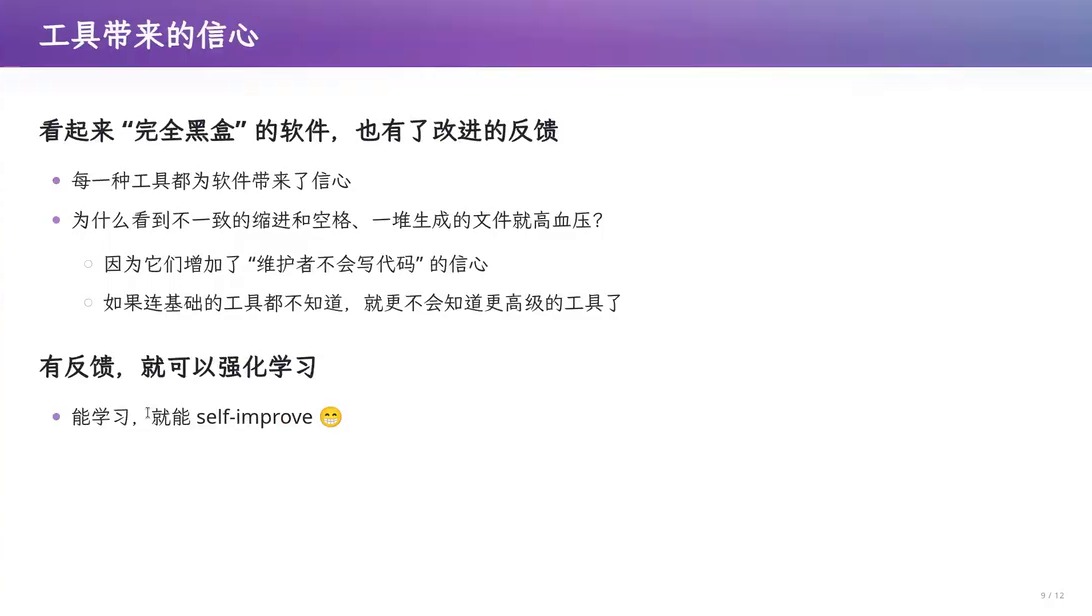 工具带来的信心
看起来 “完全黑盒” 的软件，也有了改进的反馈
每一种工具都为软件带来了信心
为什么看到不一致的缩进和空格、一堆生成的文件就高血压？
因为它们增加了 “维护者不会写代码” 的信心
如果连基础的工具都不知道，就更不会知道更高级的工具了
有反馈，就可以强化学习
能学习，就能 self-improve 😁
9 / 12